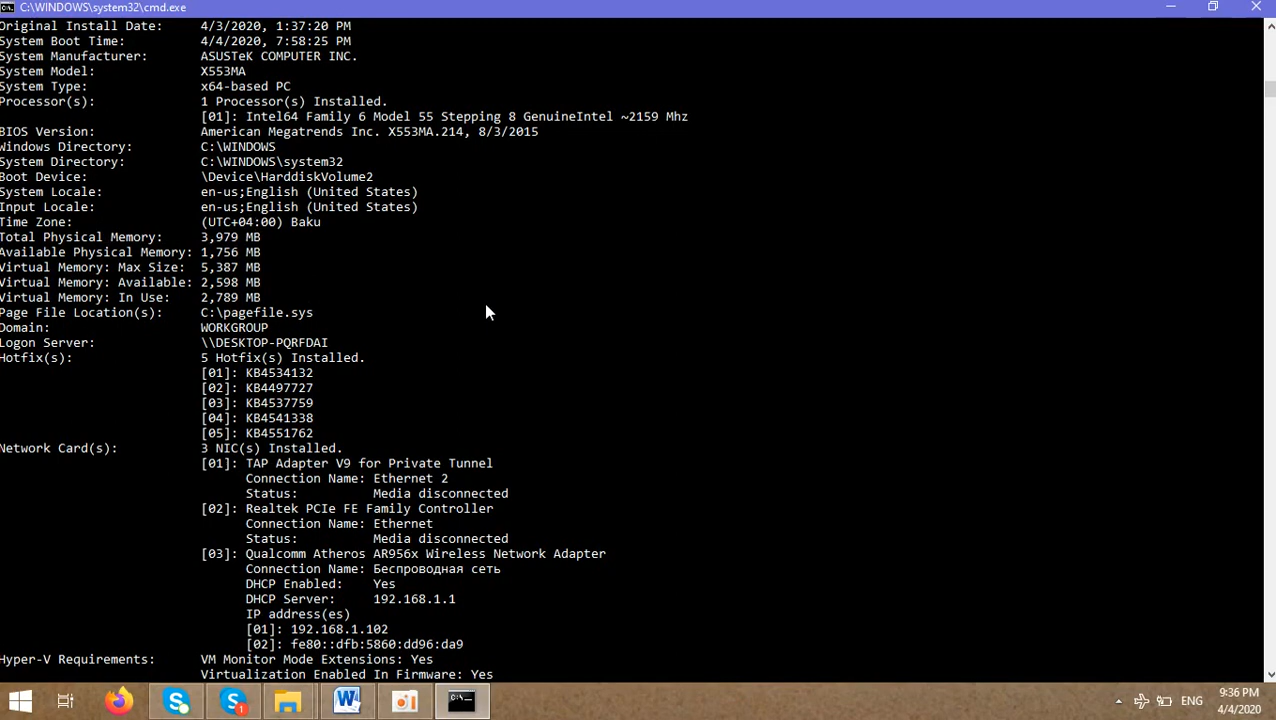 C:\WINDOWS\system32\cmd.exe
Original Install Date: 4/3/2020, 1:37:20 PM
System Boot Time: 4/4/2020, 7:58:25 PM
System Manufacturer: ASUSTeK COMPUTER INC.
System Model: X553MA
System Type: x64-based PC
Processor(s): 1 Processor(s) Installed.
[01]: Intel64 Family 6 Model 55 Stepping 8 GenuineIntel ~2159 Mhz
BIOS Version: American Megatrends Inc. X553MA.214, 8/3/2015
Windows Directory: C:\WINDOWS
System Directory: C:\WINDOWS\system32
Boot Device: \Device\HarddiskVolume2
System Locale: en-us;English (United States)
Input Locale: en-us;English (United States)
Time Zone: (UTC+04:00) Baku
Total Physical Memory: 3,979 MB
Available Physical Memory: 1,756 MB
Virtual Memory: Max Size: 5,387 MB
Virtual Memory: Available: 2,598 MB
Virtual Memory: In Use: 2,789 MB
Page File Location(s): C:\pagefile.sys
Domain: WORKGROUP
Logon Server: \\DESKTOP-PQRFDAI
Hotfix(s): 5 Hotfix(s) Installed.
[01]: KB4534132
[02]: KB4497727
[03]: KB4537759
[04]: KB4541338
[05]: KB4551762
Network Card(s): 3 NIC(s) Installed.
[01]: TAP Adapter V9 for Private Tunnel
Connection Name: Ethernet 2
Status: Media disconnected
[02]: Realtek PCIe FE Family Controller
Connection Name: Ethernet
Status: Media disconnected
[03]: Qualcomm Atheros AR956x Wireless Network Adapter
Connection Name: Беспроводная сеть
DHCP Enabled: Yes
DHCP Server: 192.168.1.1
IP address(es)
[01]: 192.168.1.102
[02]: fe80::dfb:5860:dd96:da9
Hyper-V Requirements: VM Monitor Mode Extensions: Yes
Virtualization Enabled In Firmware: Yes
ENG
9:36 PM
4/4/2020